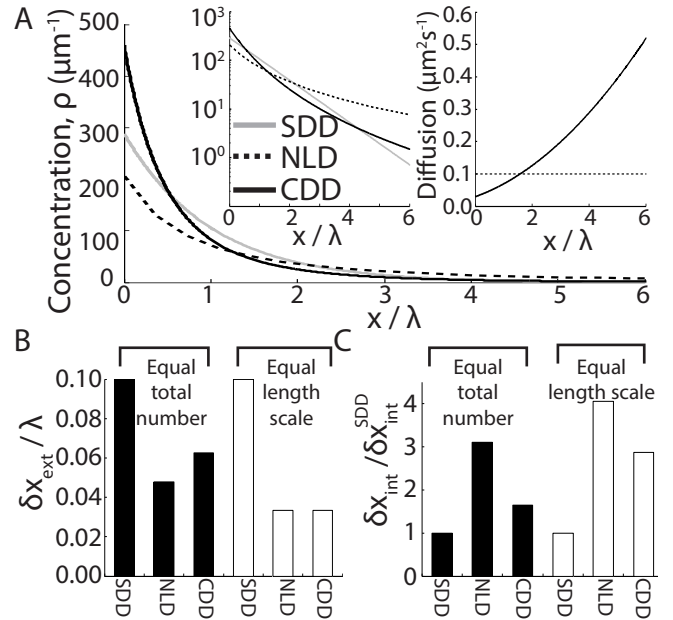 A
Concentration, ρ (μm⁻¹)
500
400
300
200
100
0
0
1
2
3
4
5
6
x / λ
10³
10²
10¹
10⁰
0
2
4
6
x / λ
SDD
NLD
CDD
Diffusion (μm²s⁻¹)
0.6
0.5
0.4
0.3
0.2
0.1
0.0
0
2
4
6
x / λ
B
Equal
total
number
Equal
length
scale
δx_ext / λ
0.10
0.08
0.06
0.04
0.02
0.00
SDD
NLD
CDD
SDD
NLD
CDD
C
Equal
total
number
Equal
length scale
δx_int / δx_int^SDD
4
3
2
1
0
SDD
NLD
CDD
SDD
NLD
CDD